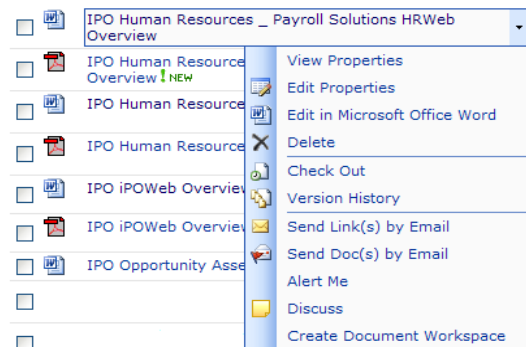 IPO Human Resources _ Payroll Solutions HRWeb
Overview
IPO Human Resource
Overview ! NEW
IPO Human Resource
IPO Human Resource
IPO iPOWeb Overview
IPO iPOWeb Overview
IPO Opportunity Asse
View Properties
Edit Properties
Edit in Microsoft Office Word
Delete
Check Out
Version History
Send Link(s) by Email
Send Doc(s) by Email
Alert Me
Discuss
Create Document Workspace